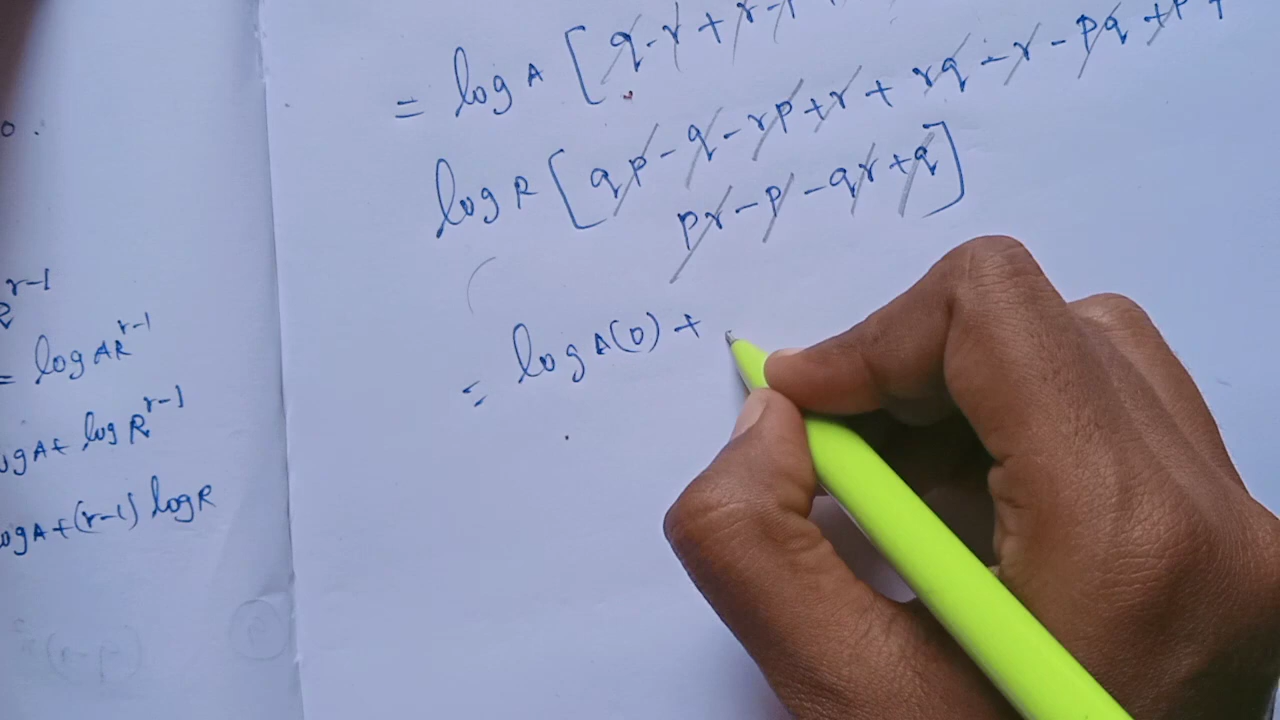 0.
= log A [ q - r + r - p
log R [ qp - q - rp + r + rq - r - pq + p +
pr - p - qr + q ]
= log A(0) +
R^{r-1}
= log AR^{r-1}
log A + log R^{r-1}
log A + (r-1) log R